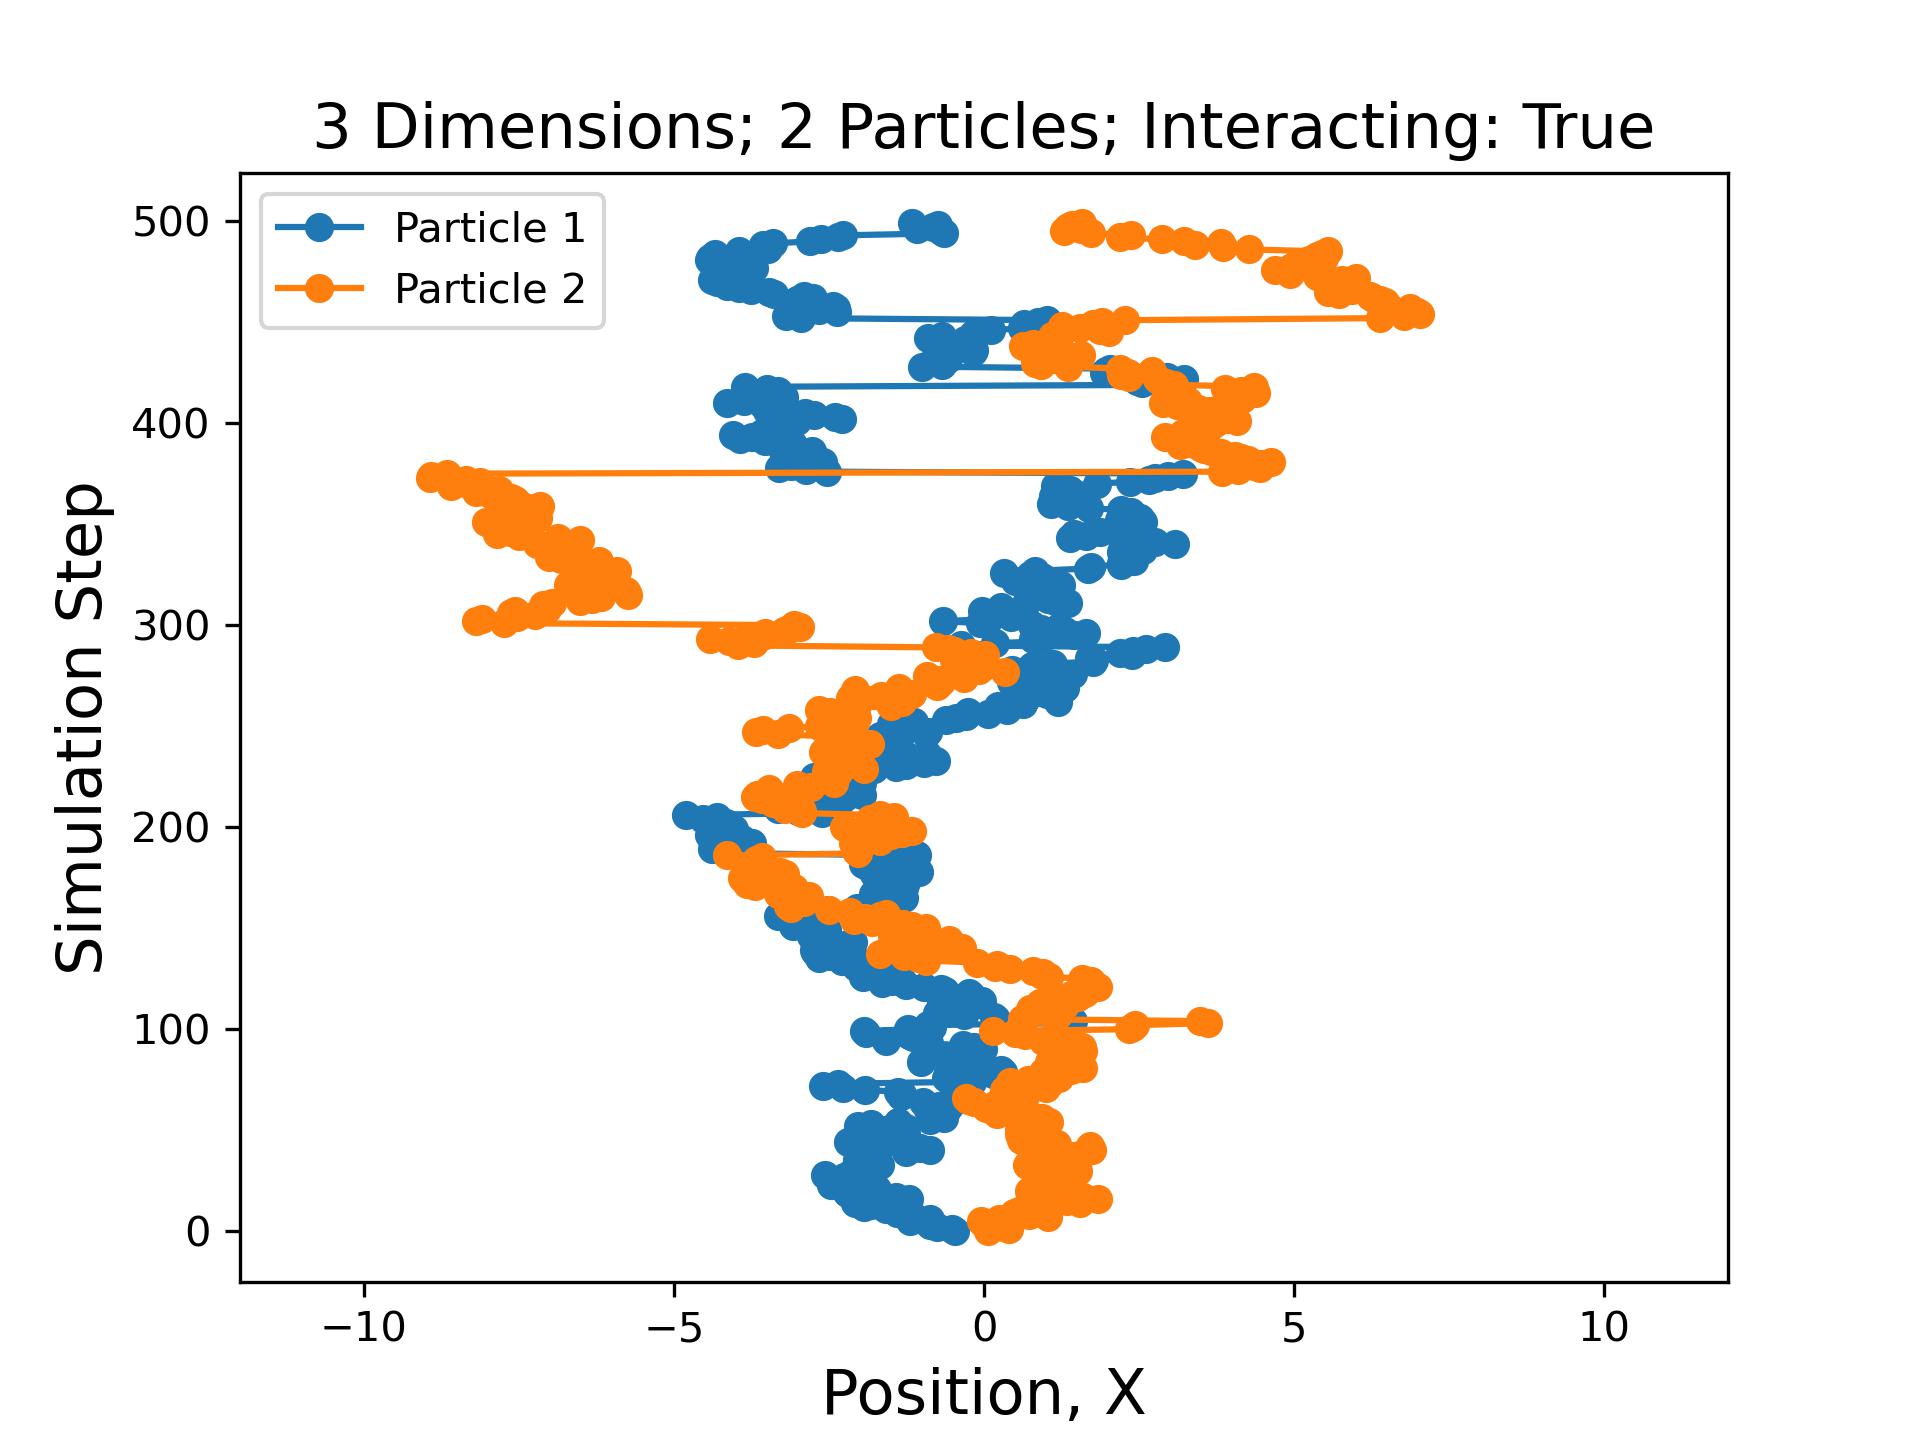 3 Dimensions; 2 Particles; Interacting: True
Particle 1
Particle 2
500
400
300
200
100
0
Simulation Step
−10
−5
0
5
10
Position, X